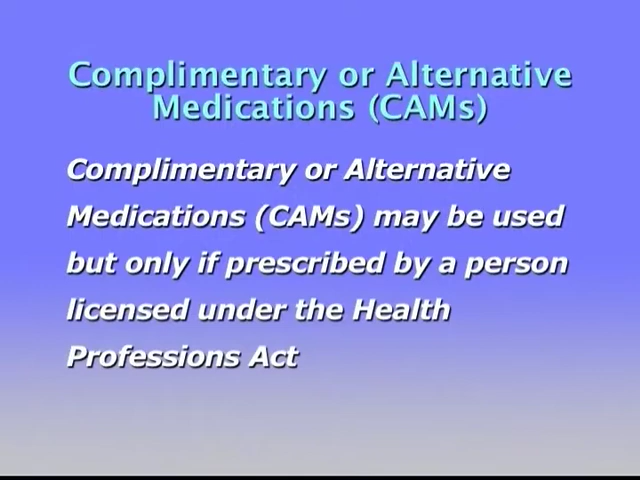 Complimentary or Alternative
Medications (CAMs)
Complimentary or Alternative
Medications (CAMs) may be used
but only if prescribed by a person
licensed under the Health
Professions Act